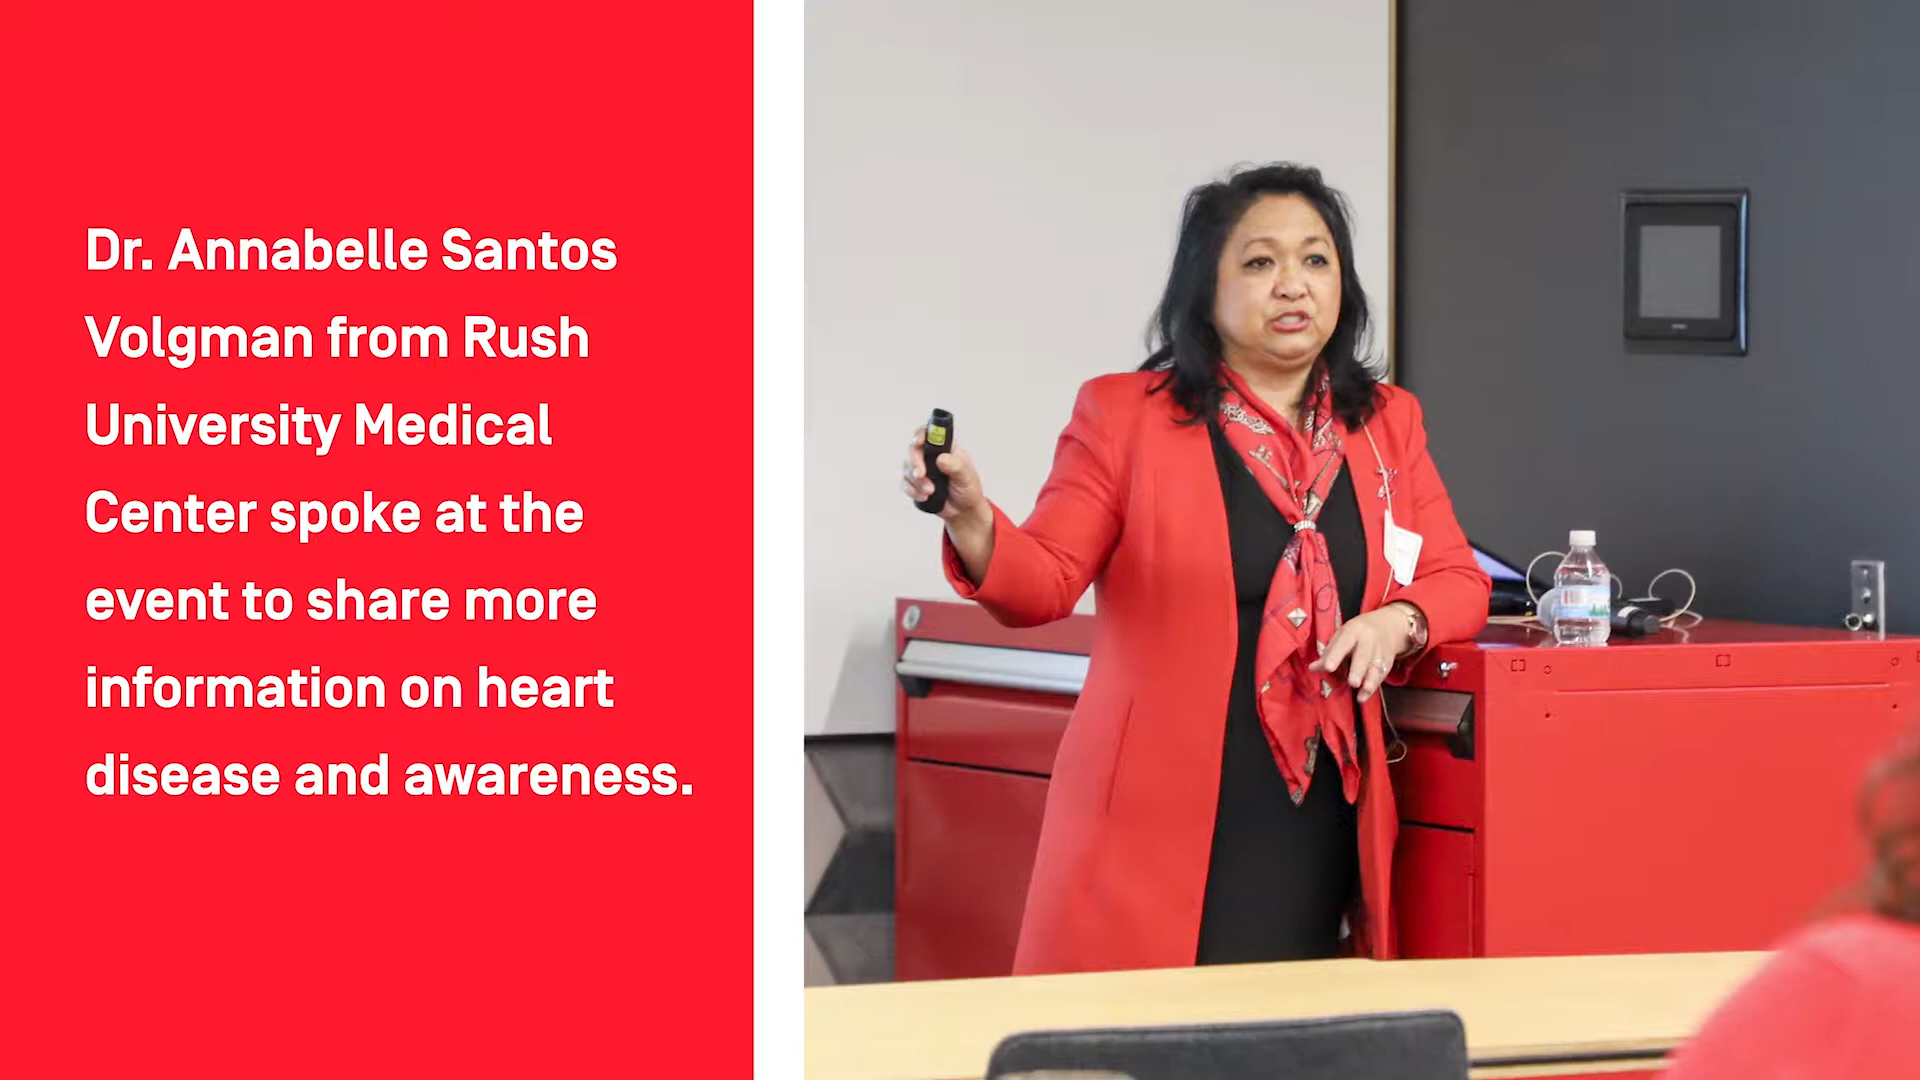 Dr. Annabelle Santos
Volgman from Rush
University Medical
Center spoke at the
event to share more
information on heart
disease and awareness.